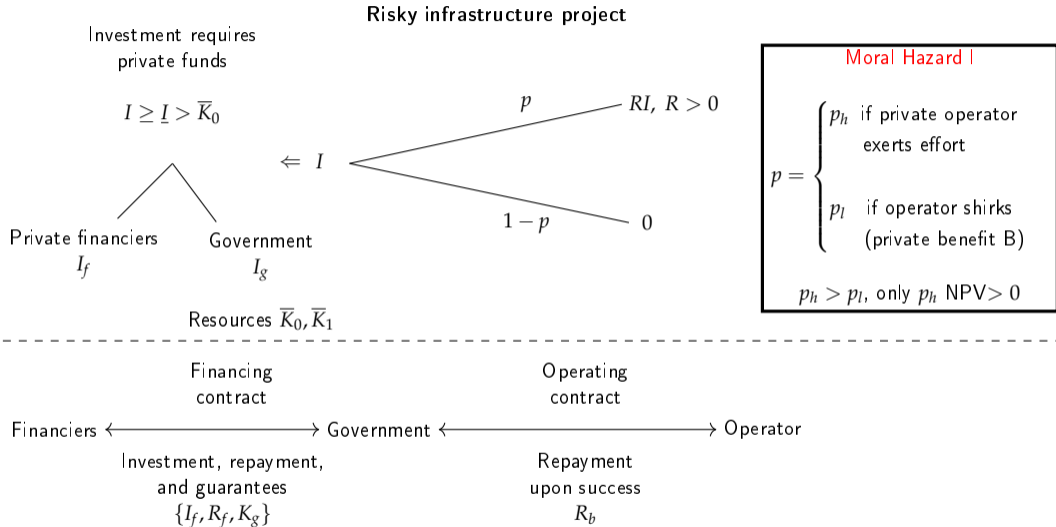 Risky infrastructure project
Investment requires
private funds
I ≥ I̲ > K̅₀
⇐ I
p
RI, R > 0
1 − p
0
Private financiers
I_f
Government
I_g
Resources K̅₀, K̅₁
Moral Hazard I
p = { p_h if private operator
exerts effort
p_l if operator shirks
(private benefit B)
p_h > p_l, only p_h NPV> 0
Financing
contract
Operating
contract
Financiers
Government
Operator
Investment, repayment,
and guarantees
{I_f, R_f, K_g}
Repayment
upon success
R_b